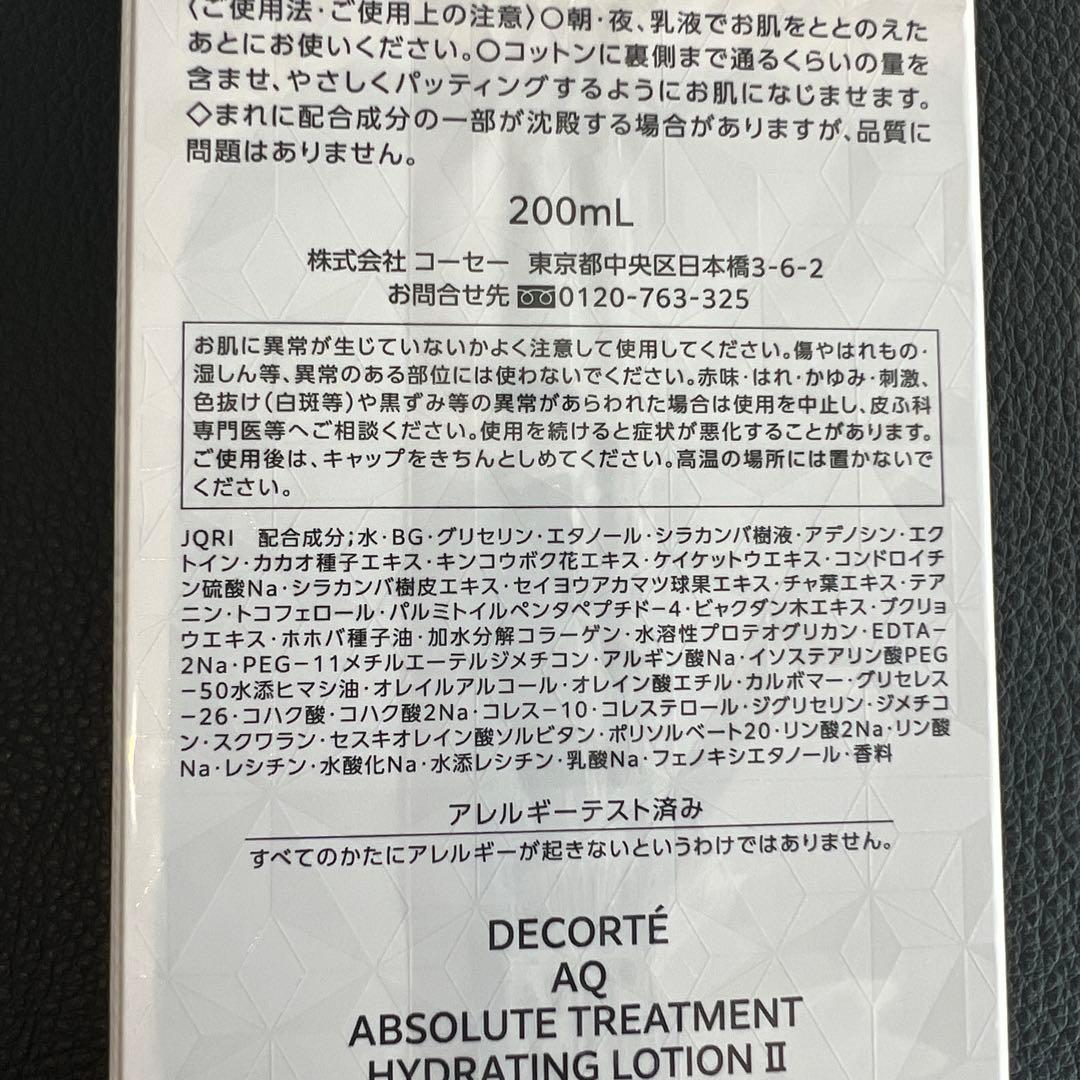 〈ご使用法・ご使用上の注意〉○朝・夜、乳液でお肌をととのえた
あとにお使いください。○コットンに裏側まで通るくらいの量を
含ませ、やさしくパッティングするようにお肌になじませます。
◇まれに配合成分の一部が沈殿する場合がありますが、品質に
問題はありません。
200mL
株式会社 コーセー 東京都中央区日本橋3-6-2
お問合せ先 0120-763-325
お肌に異常が生じていないかよく注意して使用してください。傷やはれもの・
湿しん等、異常のある部位には使わないでください。赤味・はれ・かゆみ・刺激、
色抜け(白斑等)や黒ずみ等の異常があらわれた場合は使用を中止し、皮ふ科
専門医等へご相談ください。使用を続けると症状が悪化することがあります。
ご使用後は、キャップをきちんとしめてください。高温の場所には置かないで
ください。
JQRI 配合成分;水・BG・グリセリン・エタノール・シラカンバ樹液・アデノシン・エク
トイン・カカオ種子エキス・キンコウボク花エキス・ケイケットウエキス・コンドロイチ
ン硫酸Na・シラカンバ樹皮エキス・セイヨウアカマツ球果エキス・チャ葉エキス・テア
ニン・トコフェロール・パルミトイルペンタペプチド-4・ビャクダン木エキス・ブクリョ
ウエキス・ホホバ種子油・加水分解コラーゲン・水溶性プロテオグリカン・EDTA-
2Na・PEG-11メチルエーテルジメチコン・アルギン酸Na・イソステアリン酸PEG
-50水添ヒマシ油・オレイルアルコール・オレイン酸エチル・カルボマー・グリセレス
-26・コハク酸・コハク酸2Na・コレス-10・コレステロール・ジグリセリン・ジメチコ
ン・スクワラン・セスキオレイン酸ソルビタン・ポリソルベート20・リン酸2Na・リン酸
Na・レシチン・水酸化Na・水添レシチン・乳酸Na・フェノキシエタノール・香料
アレルギーテスト済み
すべてのかたにアレルギーが起きないというわけではありません。
DECORTÉ
AQ
ABSOLUTE TREATMENT
HYDRATING LOTION II